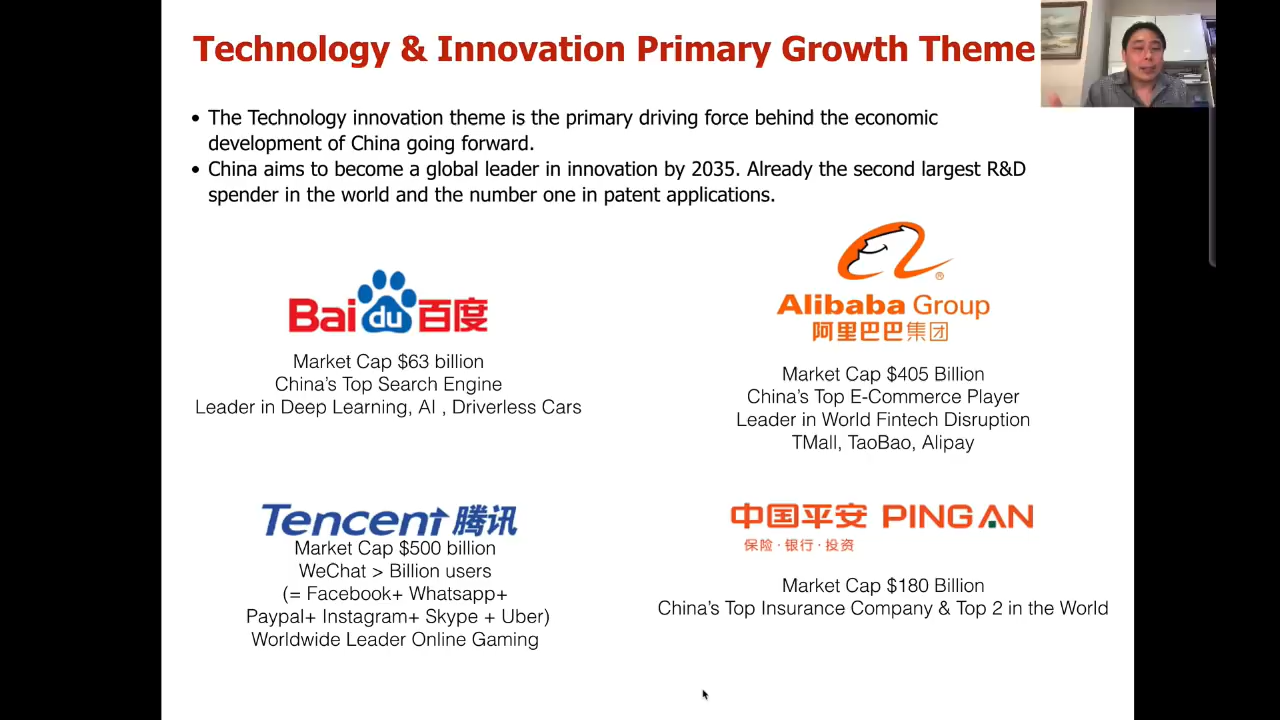 Technology & Innovation Primary Growth Theme
• The Technology innovation theme is the primary driving force behind the economic
development of China going forward.
• China aims to become a global leader in innovation by 2035. Already the second largest R&D
spender in the world and the number one in patent applications.
Bai du 百度
Market Cap $63 billion
China's Top Search Engine
Leader in Deep Learning, AI , Driverless Cars
Alibaba Group
阿里巴巴集团
Market Cap $405 Billion
China's Top E-Commerce Player
Leader in World Fintech Disruption
TMall, TaoBao, Alipay
Tencent 腾讯
Market Cap $500 billion
WeChat > Billion users
(= Facebook+ Whatsapp+
Paypal+ Instagram+ Skype + Uber)
Worldwide Leader Online Gaming
中国平安 PING AN
保险·银行·投资
Market Cap $180 Billion
China's Top Insurance Company & Top 2 in the World